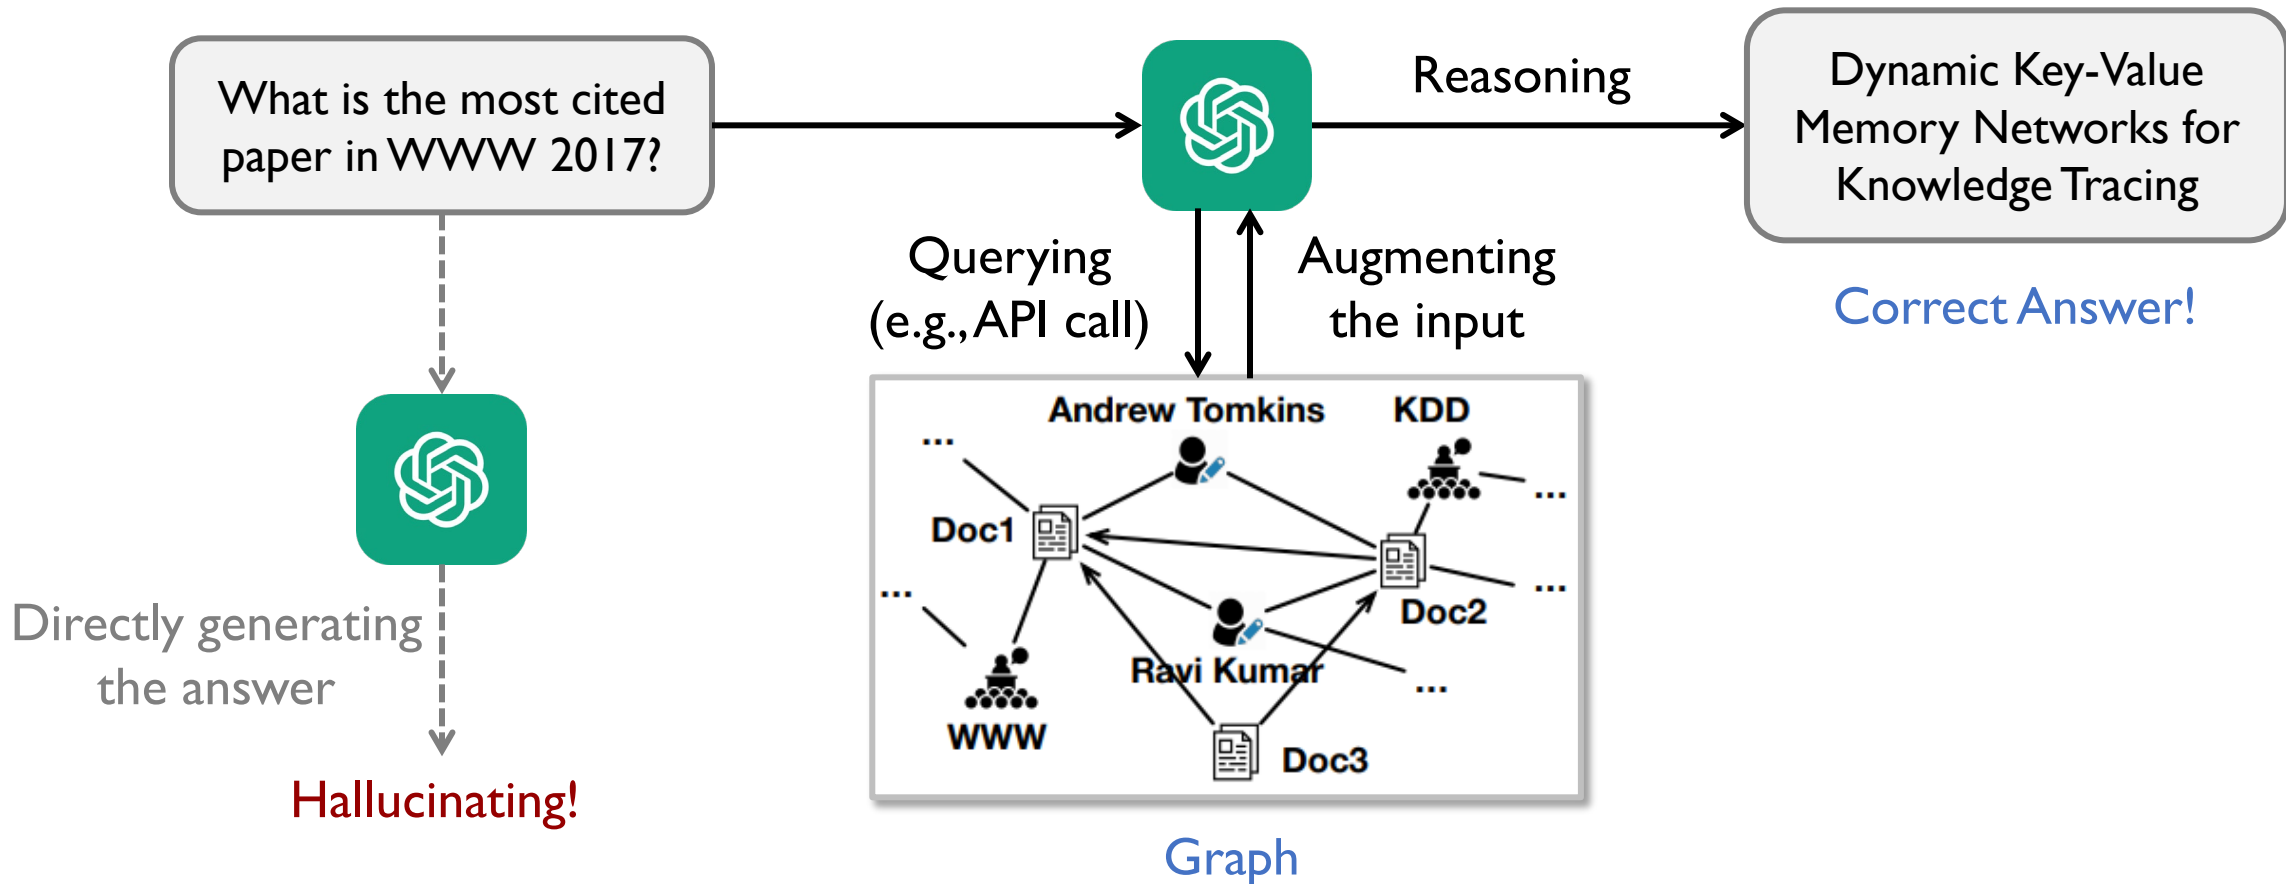 What is the most cited
paper in WWW 2017?
Reasoning
Dynamic Key-Value
Memory Networks for
Knowledge Tracing
Correct Answer!
Querying
(e.g., API call)
Augmenting
the input
Directly generating
the answer
Hallucinating!
Andrew Tomkins
KDD
...
...
Doc1
...
...
Doc2
Ravi Kumar
...
WWW
Doc3
Graph